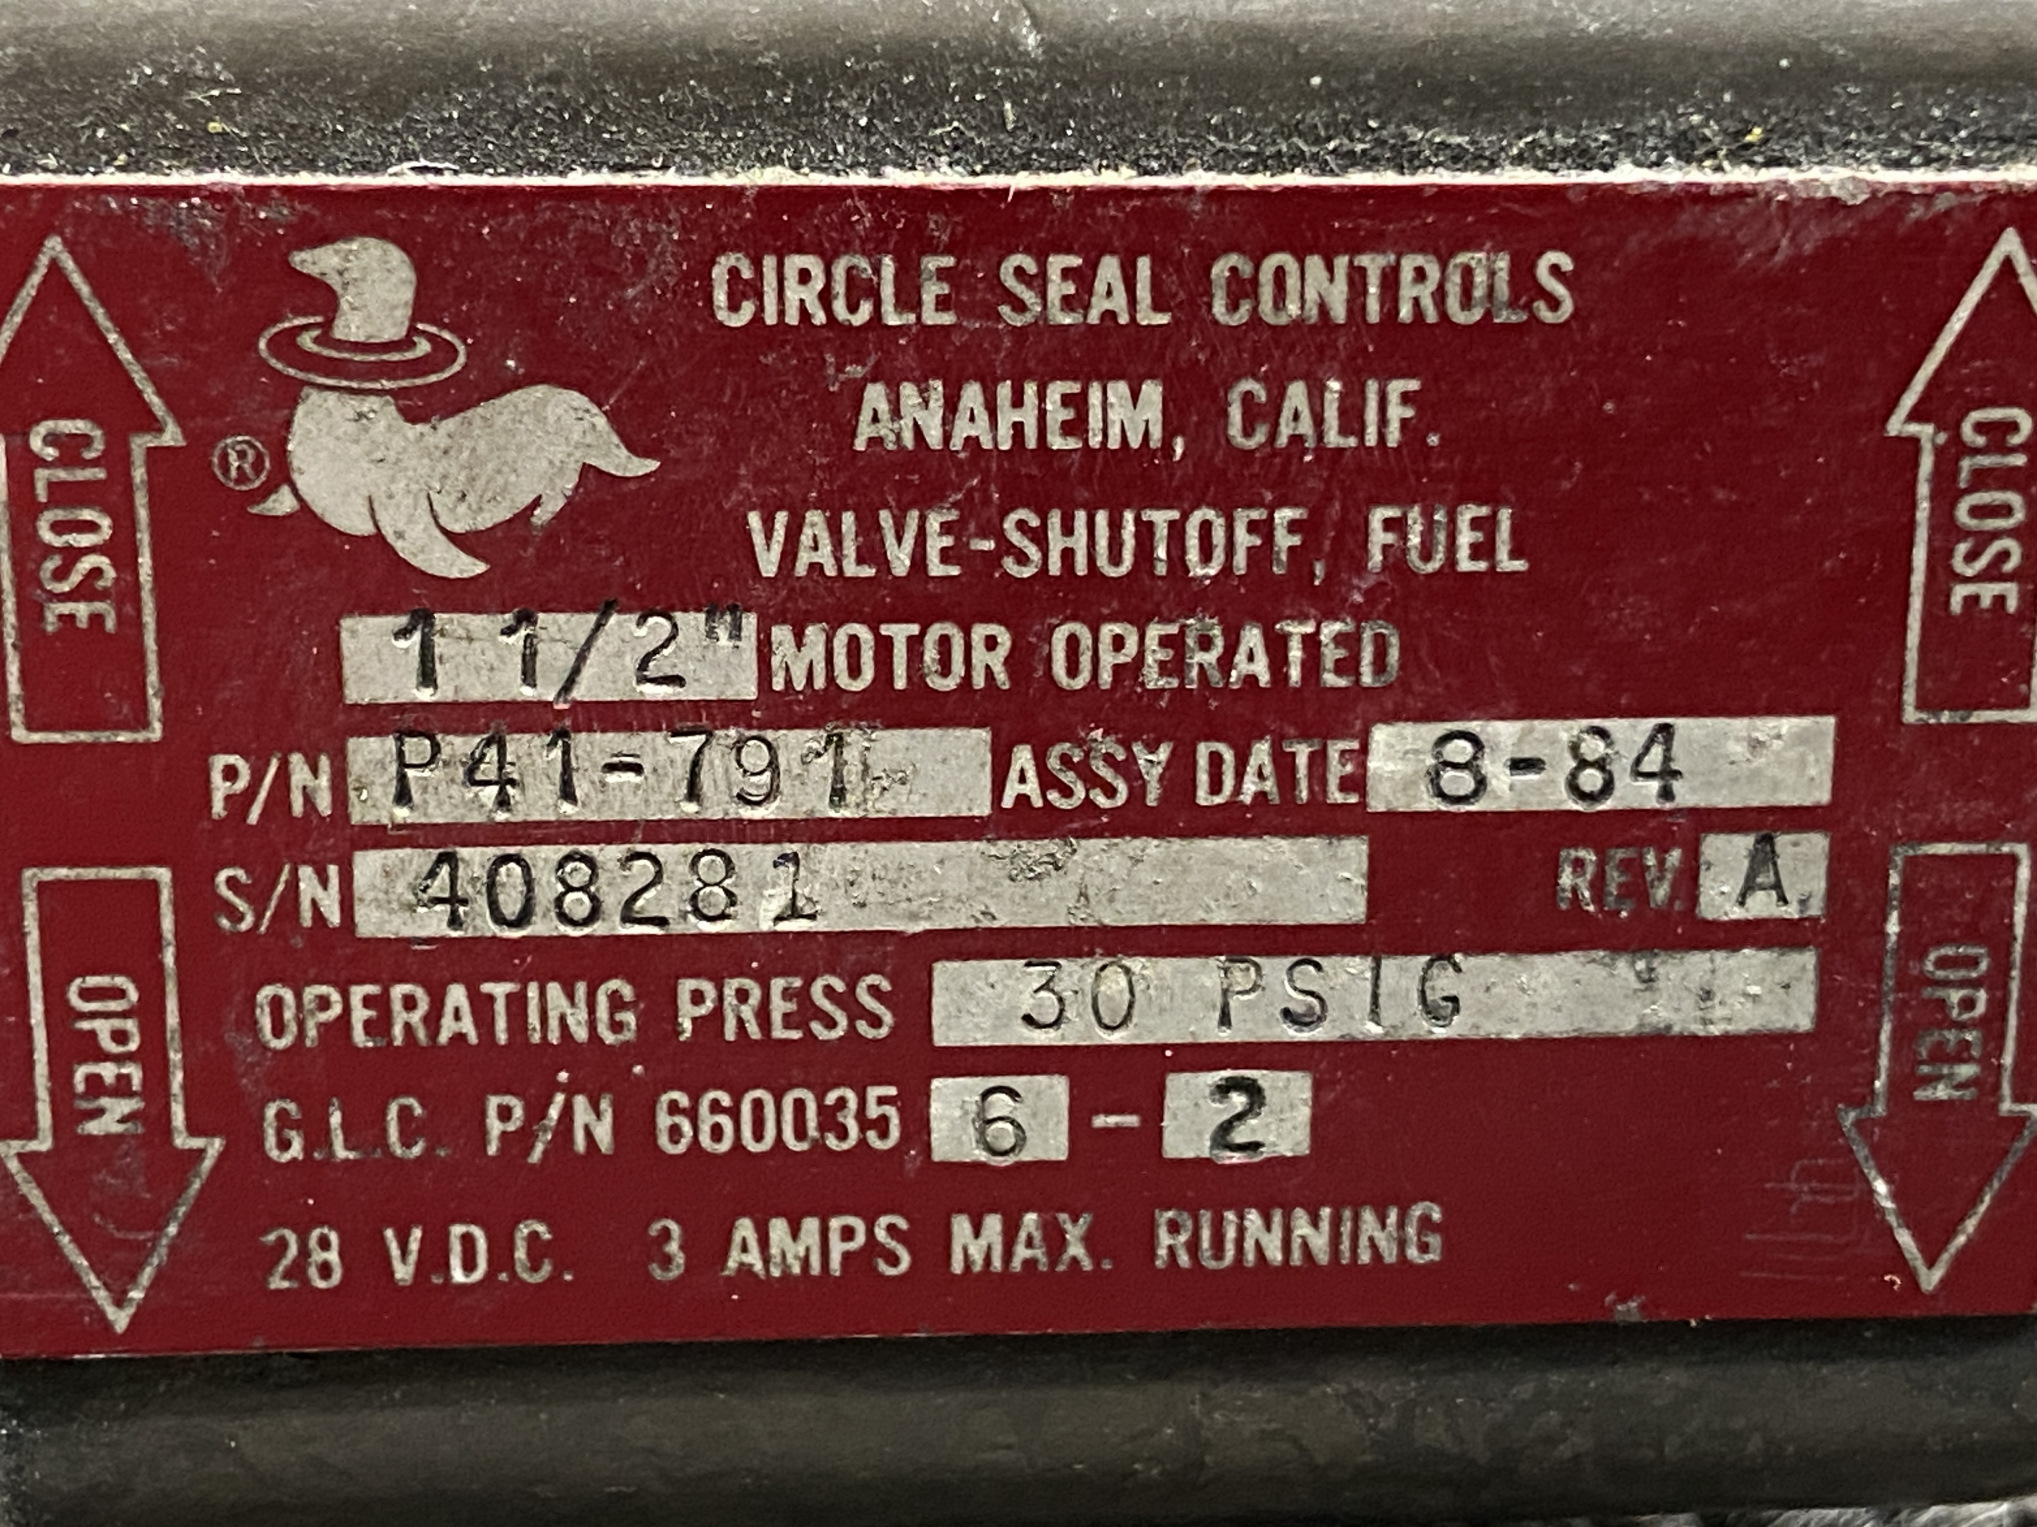 CIRCLE SEAL CONTROLS
ANAHEIM, CALIF.
VALVE-SHUTOFF, FUEL
1 1/2" MOTOR OPERATED
P/N P41-791 ASSY DATE 8-84
S/N 408281 REV. A
OPERATING PRESS 30 PSIG
G.L.C. P/N 660035 6 - 2
28 V.D.C. 3 AMPS MAX. RUNNING
CLOSE
OPEN
®
CLOSE
OPEN